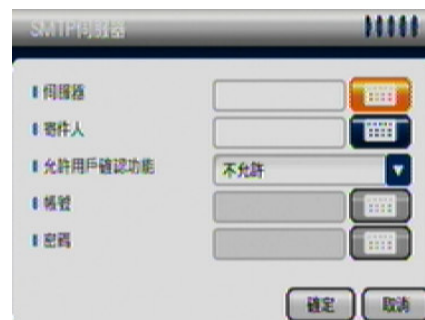 SMTP伺服器
伺服器
寄件人
允許用戶確認功能
不允許
帳號
密碼
確定
取消